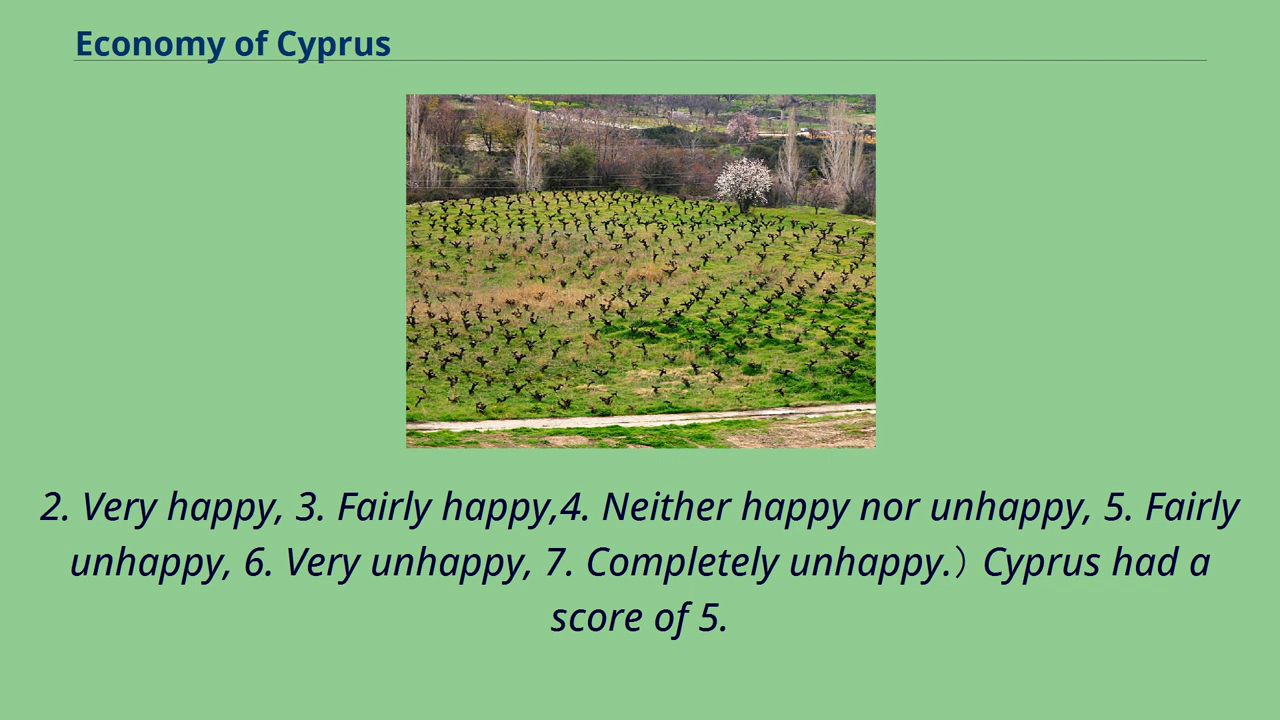 Economy of Cyprus
2. Very happy, 3. Fairly happy,4. Neither happy nor unhappy, 5. Fairly
unhappy, 6. Very unhappy, 7. Completely unhappy.）Cyprus had a
score of 5.